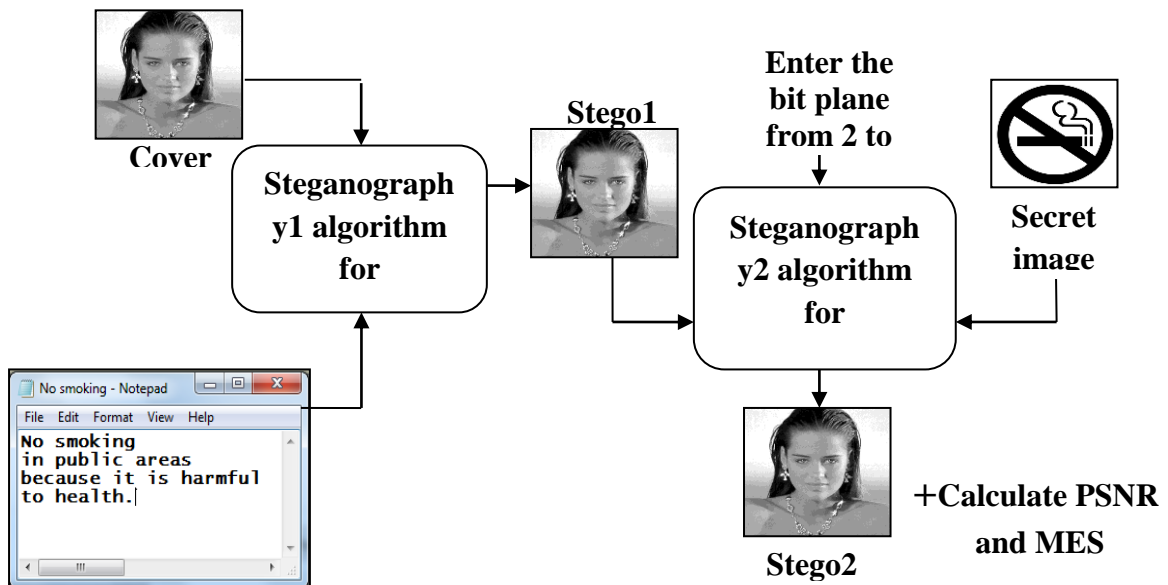 Cover
Steganograph
y1 algorithm
for
Stego1
Enter the
bit plane
from 2 to
Steganograph
y2 algorithm
for
Secret
image
No smoking - Notepad
File Edit Format View Help
No smoking
in public areas
because it is harmful
to health.
Stego2
+Calculate PSNR
and MES